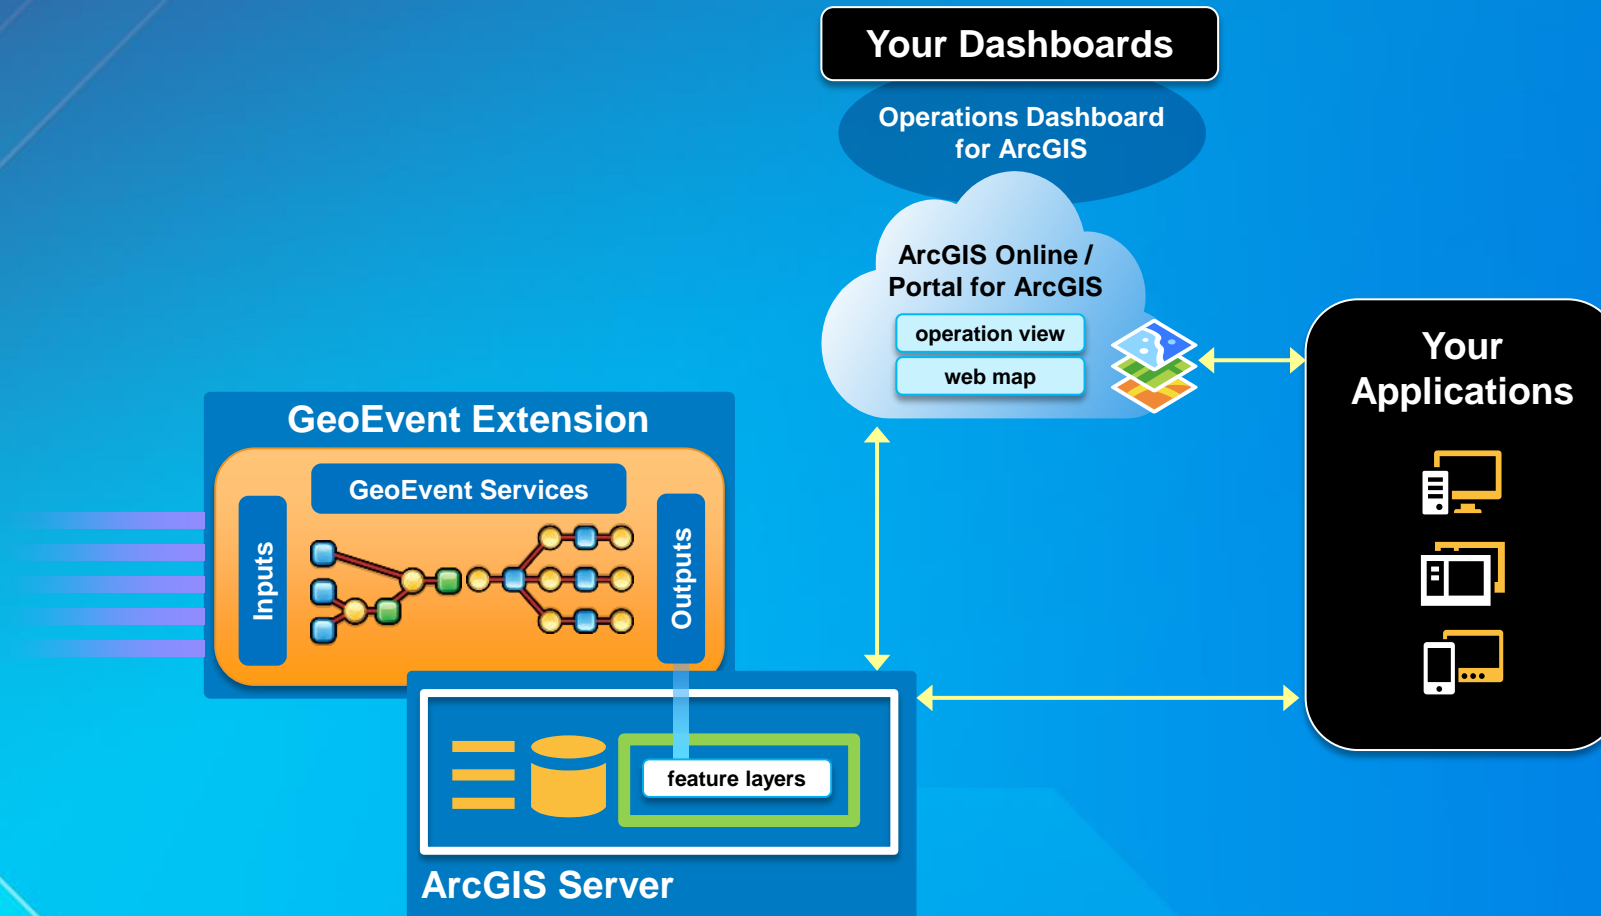 Your Dashboards
Operations Dashboard
for ArcGIS
ArcGIS Online /
Portal for ArcGIS
operation view
web map
Your
Applications
GeoEvent Extension
GeoEvent Services
Inputs
Outputs
feature layers
ArcGIS Server